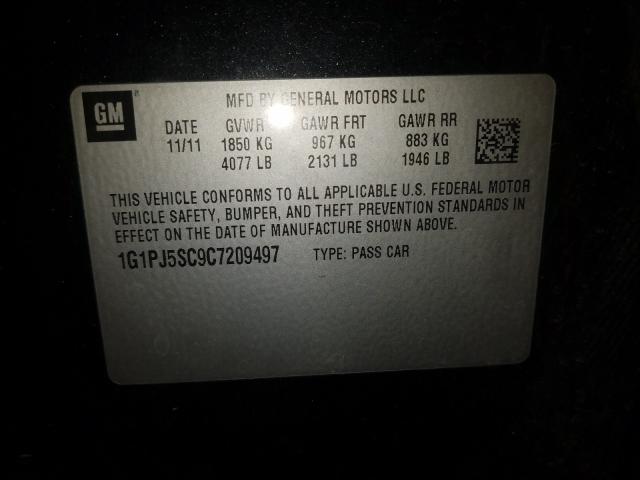 GM
MFD BY GENERAL MOTORS LLC
DATE GVWR GAWR FRT GAWR RR
11/11 1850 KG 967 KG 883 KG
4077 LB 2131 LB 1946 LB
THIS VEHICLE CONFORMS TO ALL APPLICABLE U.S. FEDERAL MOTOR
VEHICLE SAFETY, BUMPER, AND THEFT PREVENTION STANDARDS IN
EFFECT ON THE DATE OF MANUFACTURE SHOWN ABOVE.
1G1PJ5SC9C7209497 TYPE: PASS CAR